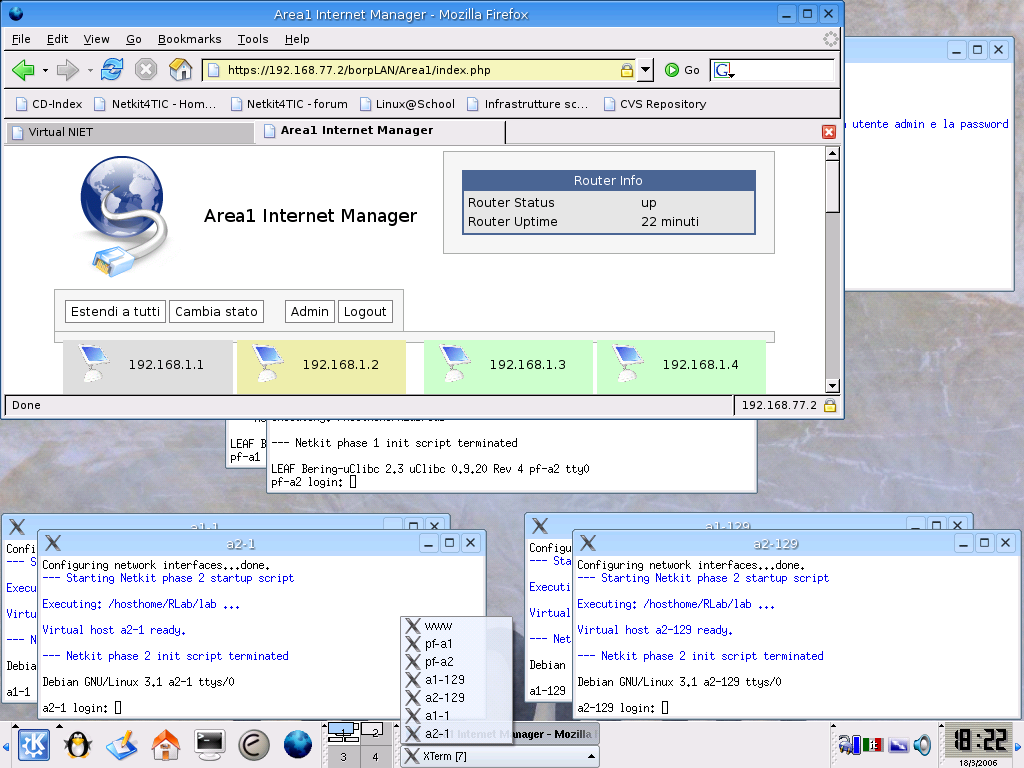 Area1 Internet Manager - Mozilla Firefox
File Edit View Go Bookmarks Tools Help
https://192.168.77.2/borpLAN/Area1/index.php Go G
CD-Index Netkit4TIC - Hom... Netkit4TIC - forum Linux@School Infrastrutture sc... CVS Repository
Virtual NIET Area1 Internet Manager
utente admin e la password
Area1 Internet Manager
Router Info
Router Status up
Router Uptime 22 minuti
Estendi a tutti Cambia stato Admin Logout
192.168.1.1 192.168.1.2 192.168.1.3 192.168.1.4
Done 192.168.77.2
LEAF Be
pf-a1
--- Netkit phase 1 init script terminated
LEAF Bering-uClibc 2.3 uClibc 0.9.20 Rev 4 pf-a2 tty0
pf-a2 login:
a1-1
Confi
--- S
Execu
Virtu
--- N
Debia
a1-1
a2-1
Configuring network interfaces...done.
--- Starting Netkit phase 2 startup script
Executing: /hosthome/RLab/lab ...
Virtual host a2-1 ready.
--- Netkit phase 2 init script terminated
Debian GNU/Linux 3.1 a2-1 ttys/0
a2-1 login:
a1-129
Confi
--- Sta
Executi
Virtual
--- Net
Debian
a1-129
a2-129
Configuring network interfaces...done.
--- Starting Netkit phase 2 startup script
Executing: /hosthome/RLab/lab ...
Virtual host a2-129 ready.
--- Netkit phase 2 init script terminated
Debian GNU/Linux 3.1 a2-129 ttys/0
a2-129 login:
www
pf-a1
pf-a2
a1-129
a2-129
a1-1
a2-1
Internet Manager - Mozilla
XTerm [7]
1 2
3 4
18:22
18/3/2006